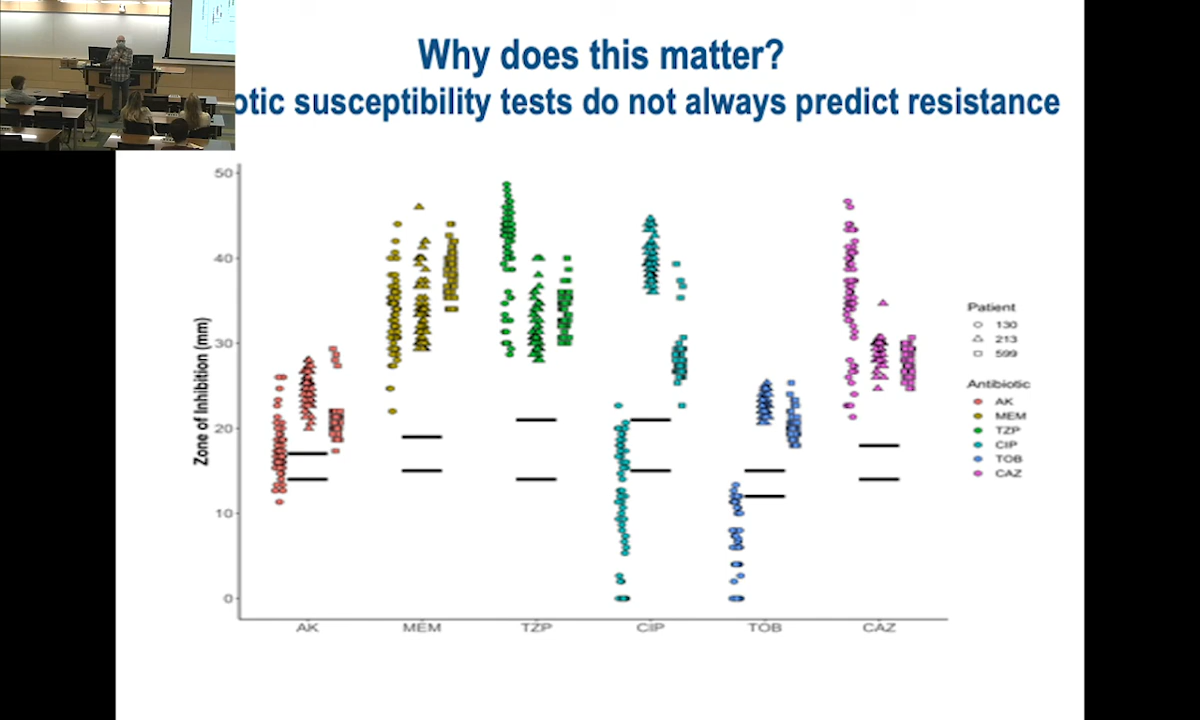 Why does this matter?
otic susceptibility tests do not always predict resistance
50
40
30
20
10
0
Zone of Inhibition (mm)
AK
MEM
TZP
CIP
TOB
CAZ
Patient
130
213
599
Antibiotic
AK
MEM
TZP
CIP
TOB
CAZ